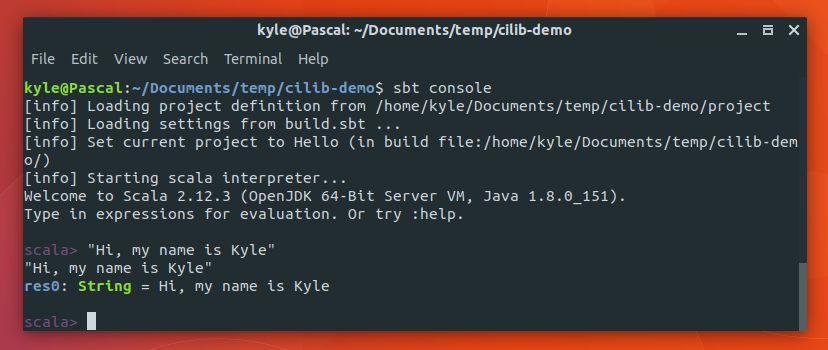 kyle@Pascal: ~/Documents/temp/cilib-demo
File Edit View Search Terminal Help
kyle@Pascal:~/Documents/temp/cilib-demo$ sbt console
[info] Loading project definition from /home/kyle/Documents/temp/cilib-demo/project
[info] Loading settings from build.sbt ...
[info] Set current project to Hello (in build file:/home/kyle/Documents/temp/cilib-dem
o/)
[info] Starting scala interpreter...
Welcome to Scala 2.12.3 (OpenJDK 64-Bit Server VM, Java 1.8.0_151).
Type in expressions for evaluation. Or try :help.
scala> "Hi, my name is Kyle"
"Hi, my name is Kyle"
res0: String = Hi, my name is Kyle
scala>